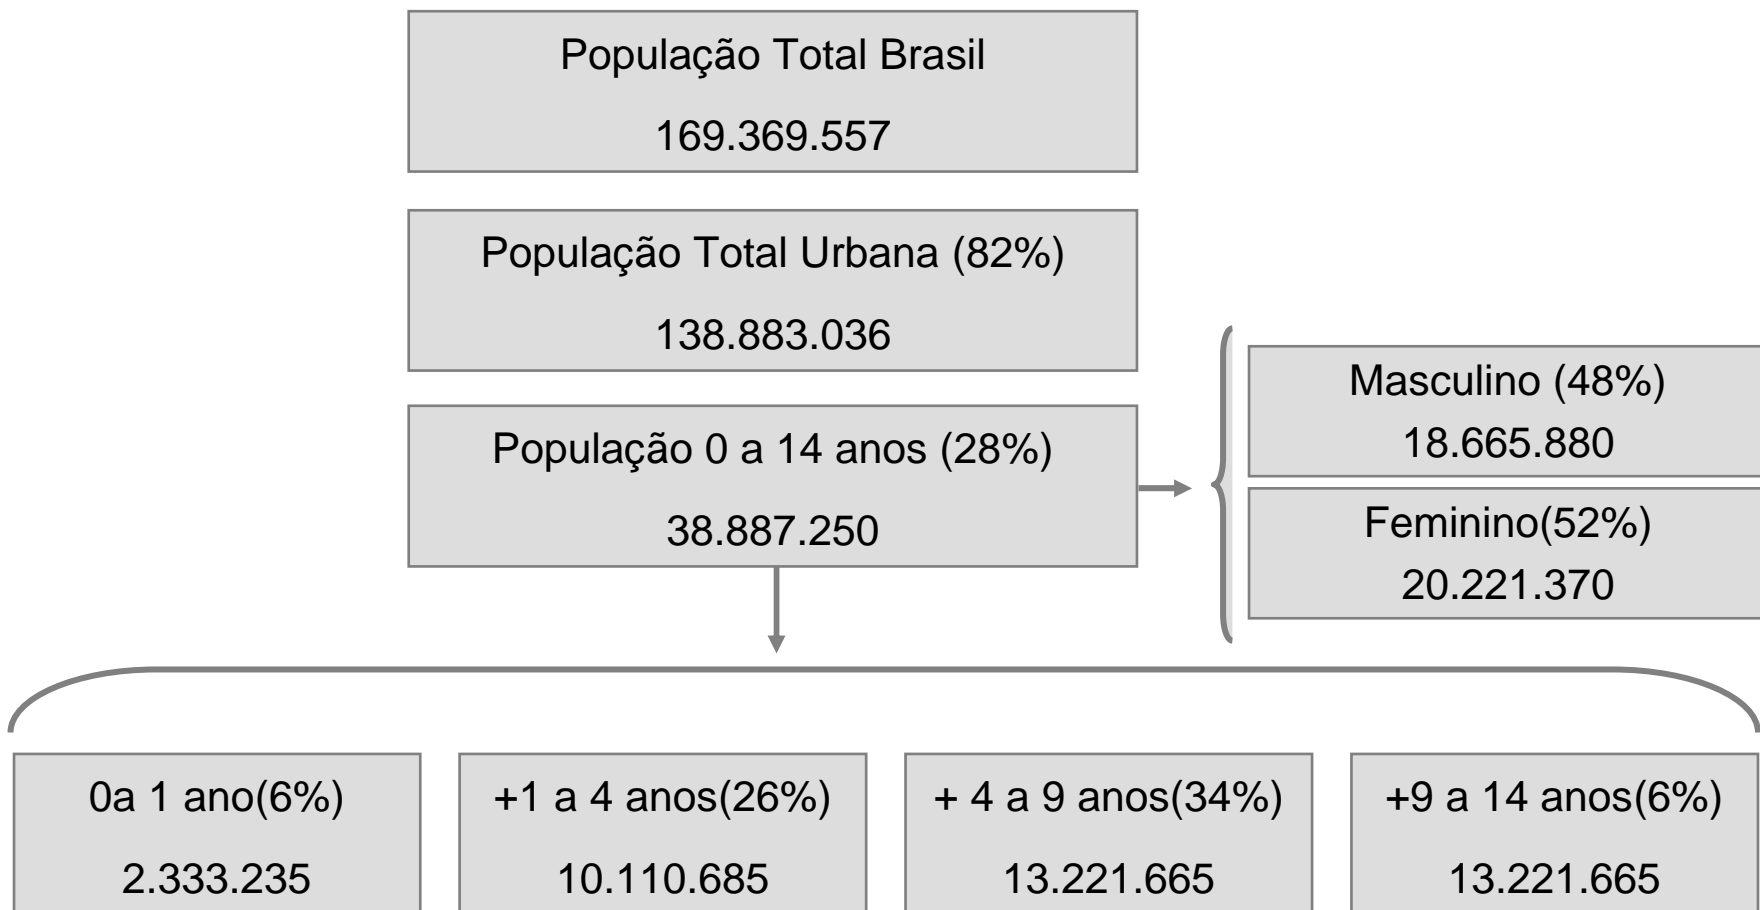 População Total Brasil
169.369.557
População Total Urbana (82%)
138.883.036
População 0 a 14 anos (28%)
38.887.250
Masculino (48%)
18.665.880
Feminino(52%)
20.221.370
0a 1 ano(6%)
2.333.235
+1 a 4 anos(26%)
10.110.685
+ 4 a 9 anos(34%)
13.221.665
+9 a 14 anos(6%)
13.221.665